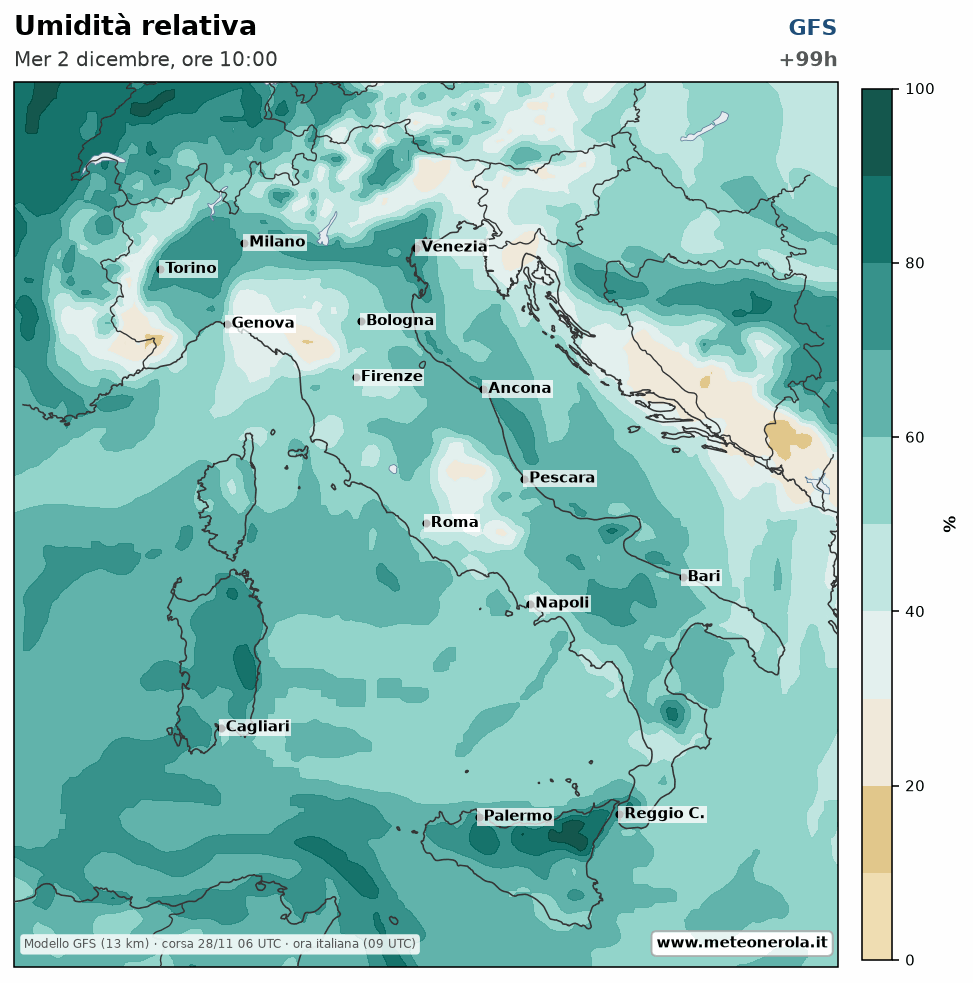 Umidità relativa
GFS
Mer 2 dicembre, ore 10:00
+99h
100
80
60
40
20
0
%
Milano
Venezia
Torino
Genova
Bologna
Firenze
Ancona
Pescara
Roma
Bari
Napoli
Cagliari
Palermo
Reggio C.
Modello GFS (13 km) · corsa 28/11 06 UTC · ora italiana (09 UTC)
www.meteonerola.it